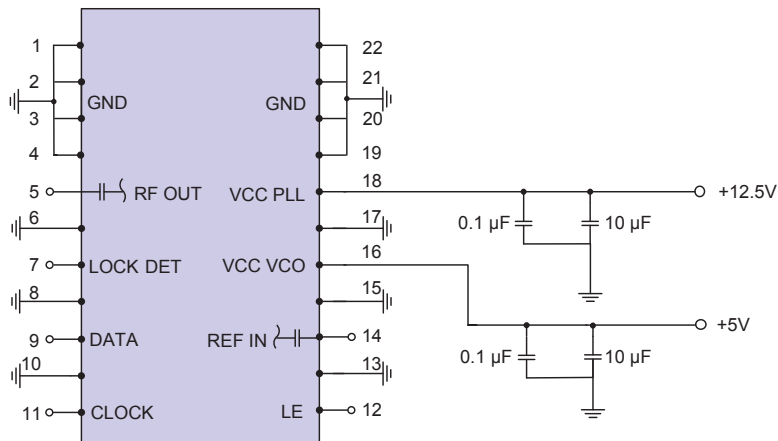 1 22
2 21
GND GND
3 20
4 19
5 RF OUT VCC PLL 18 +12.5V
6 17 0.1 µF 10 µF
7 LOCK DET VCC VCO 16
8 15
9 DATA REF IN 14 +5V
10 13 0.1 µF 10 µF
11 CLOCK LE 12